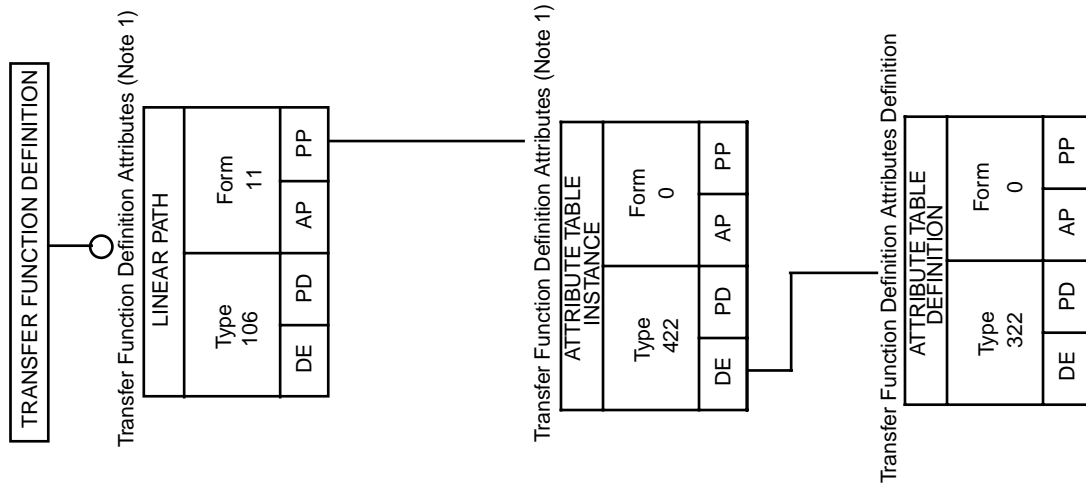 TRANSFER FUNCTION DEFINITION
Transfer Function Definition Attributes (Note 1)
LINEAR PATH
Type
106
Form
11
DE
PD
AP
PP
Transfer Function Definition Attributes (Note 1)
ATTRIBUTE TABLE
INSTANCE
Type
422
Form
0
DE
PD
AP
PP
Transfer Function Definition Attributes Definition
ATTRIBUTE TABLE
DEFINITION
Type
322
Form
0
DE
PD
AP
PP